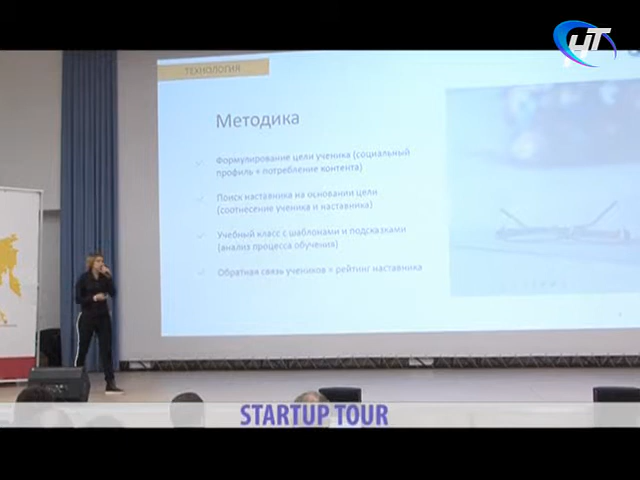 НТ
ТЕХНОЛОГИЯ
Методика
Формулирование цели ученика (социальный
профиль + потребление контента)
Поиск наставника на основании цели
(соотнесение ученика и наставника)
Учебный класс с шаблонами и подсказками
(анализ процесса обучения)
Обратная связь учеников = рейтинг наставника
STARTUP TOUR